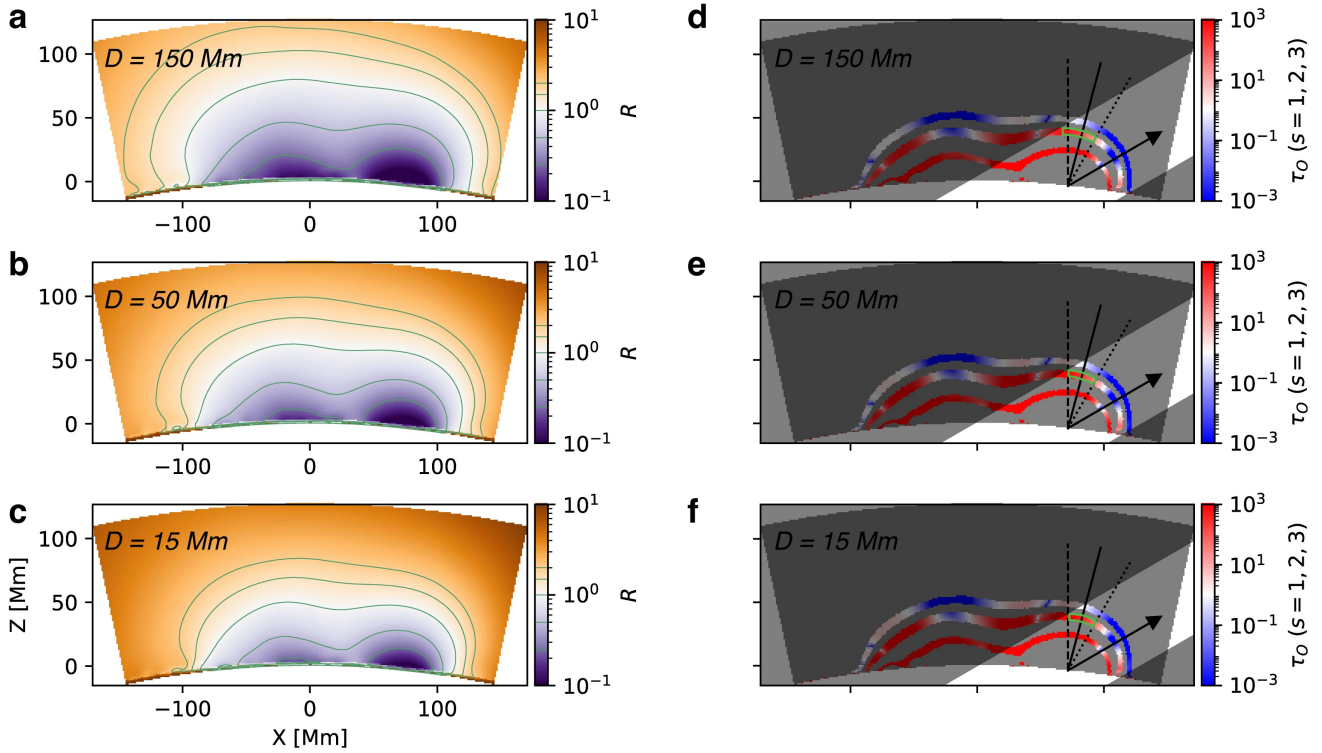 a
D = 150 Mm
100
50
0
−100
0
100
10^1
10^0
10^−1
R
d
D = 150 Mm
10^3
10^1
10^−1
10^−3
τ_O (s = 1, 2, 3)
b
D = 50 Mm
100
50
0
−100
0
100
10^1
10^0
10^−1
R
e
D = 50 Mm
10^3
10^1
10^−1
10^−3
τ_O (s = 1, 2, 3)
c
D = 15 Mm
100
50
0
Z [Mm]
−100
0
100
X [Mm]
10^1
10^0
10^−1
R
f
D = 15 Mm
10^3
10^1
10^−1
10^−3
τ_O (s = 1, 2, 3)